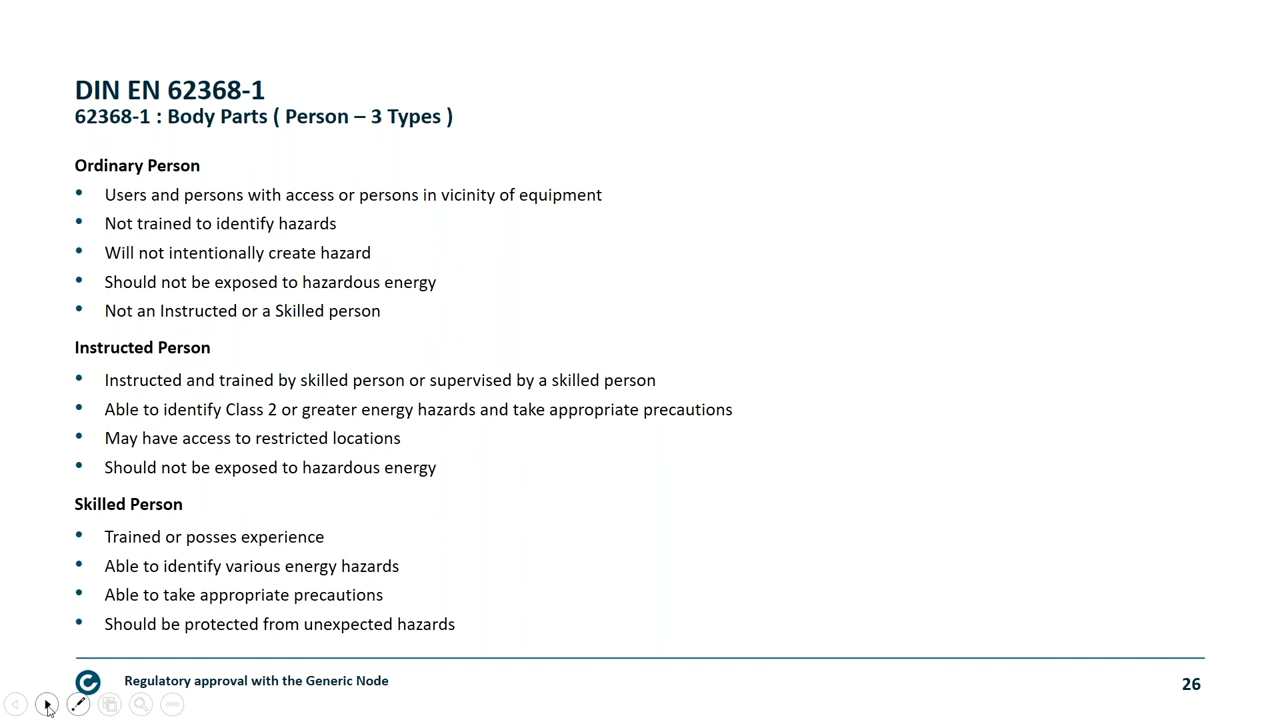 DIN EN 62368-1
62368-1 : Body Parts ( Person – 3 Types )
Ordinary Person
• Users and persons with access or persons in vicinity of equipment
• Not trained to identify hazards
• Will not intentionally create hazard
• Should not be exposed to hazardous energy
• Not an Instructed or a Skilled person
Instructed Person
• Instructed and trained by skilled person or supervised by a skilled person
• Able to identify Class 2 or greater energy hazards and take appropriate precautions
• May have access to restricted locations
• Should not be exposed to hazardous energy
Skilled Person
• Trained or posses experience
• Able to identify various energy hazards
• Able to take appropriate precautions
• Should be protected from unexpected hazards
Regulatory approval with the Generic Node
26